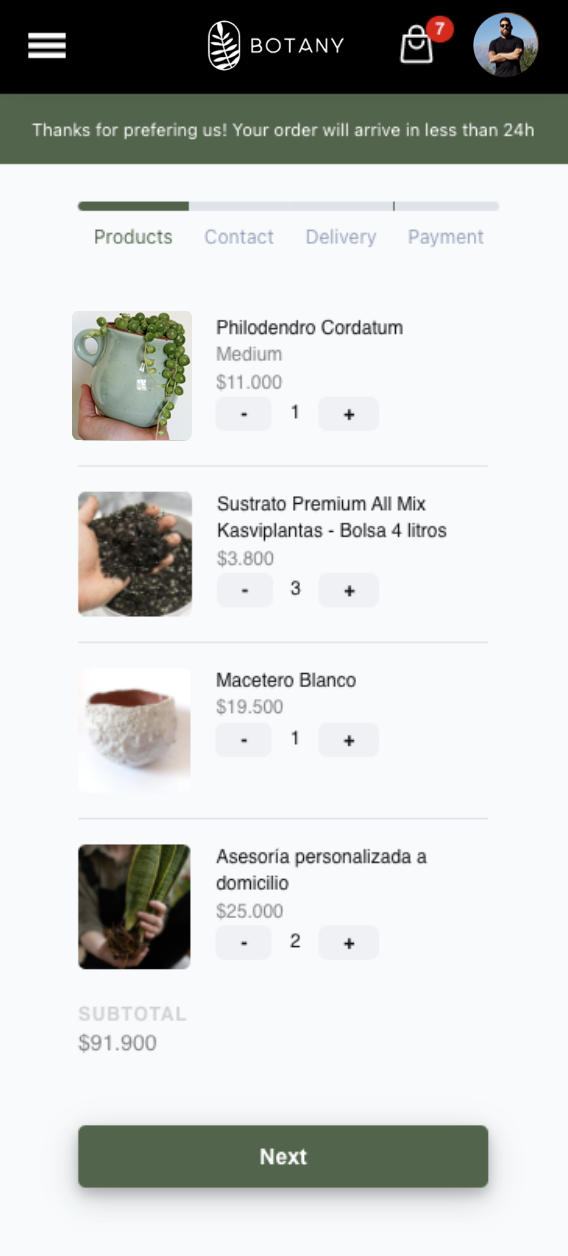 BOTANY
7
Thanks for prefering us! Your order will arrive in less than 24h
Products Contact Delivery Payment
Philodendro Cordatum
Medium
$11.000
- 1 +
Sustrato Premium All Mix
Kasviplantas - Bolsa 4 litros
$3.800
- 3 +
Macetero Blanco
$19.500
- 1 +
Asesoría personalizada a
domicilio
$25.000
- 2 +
SUBTOTAL
$91.900
Next